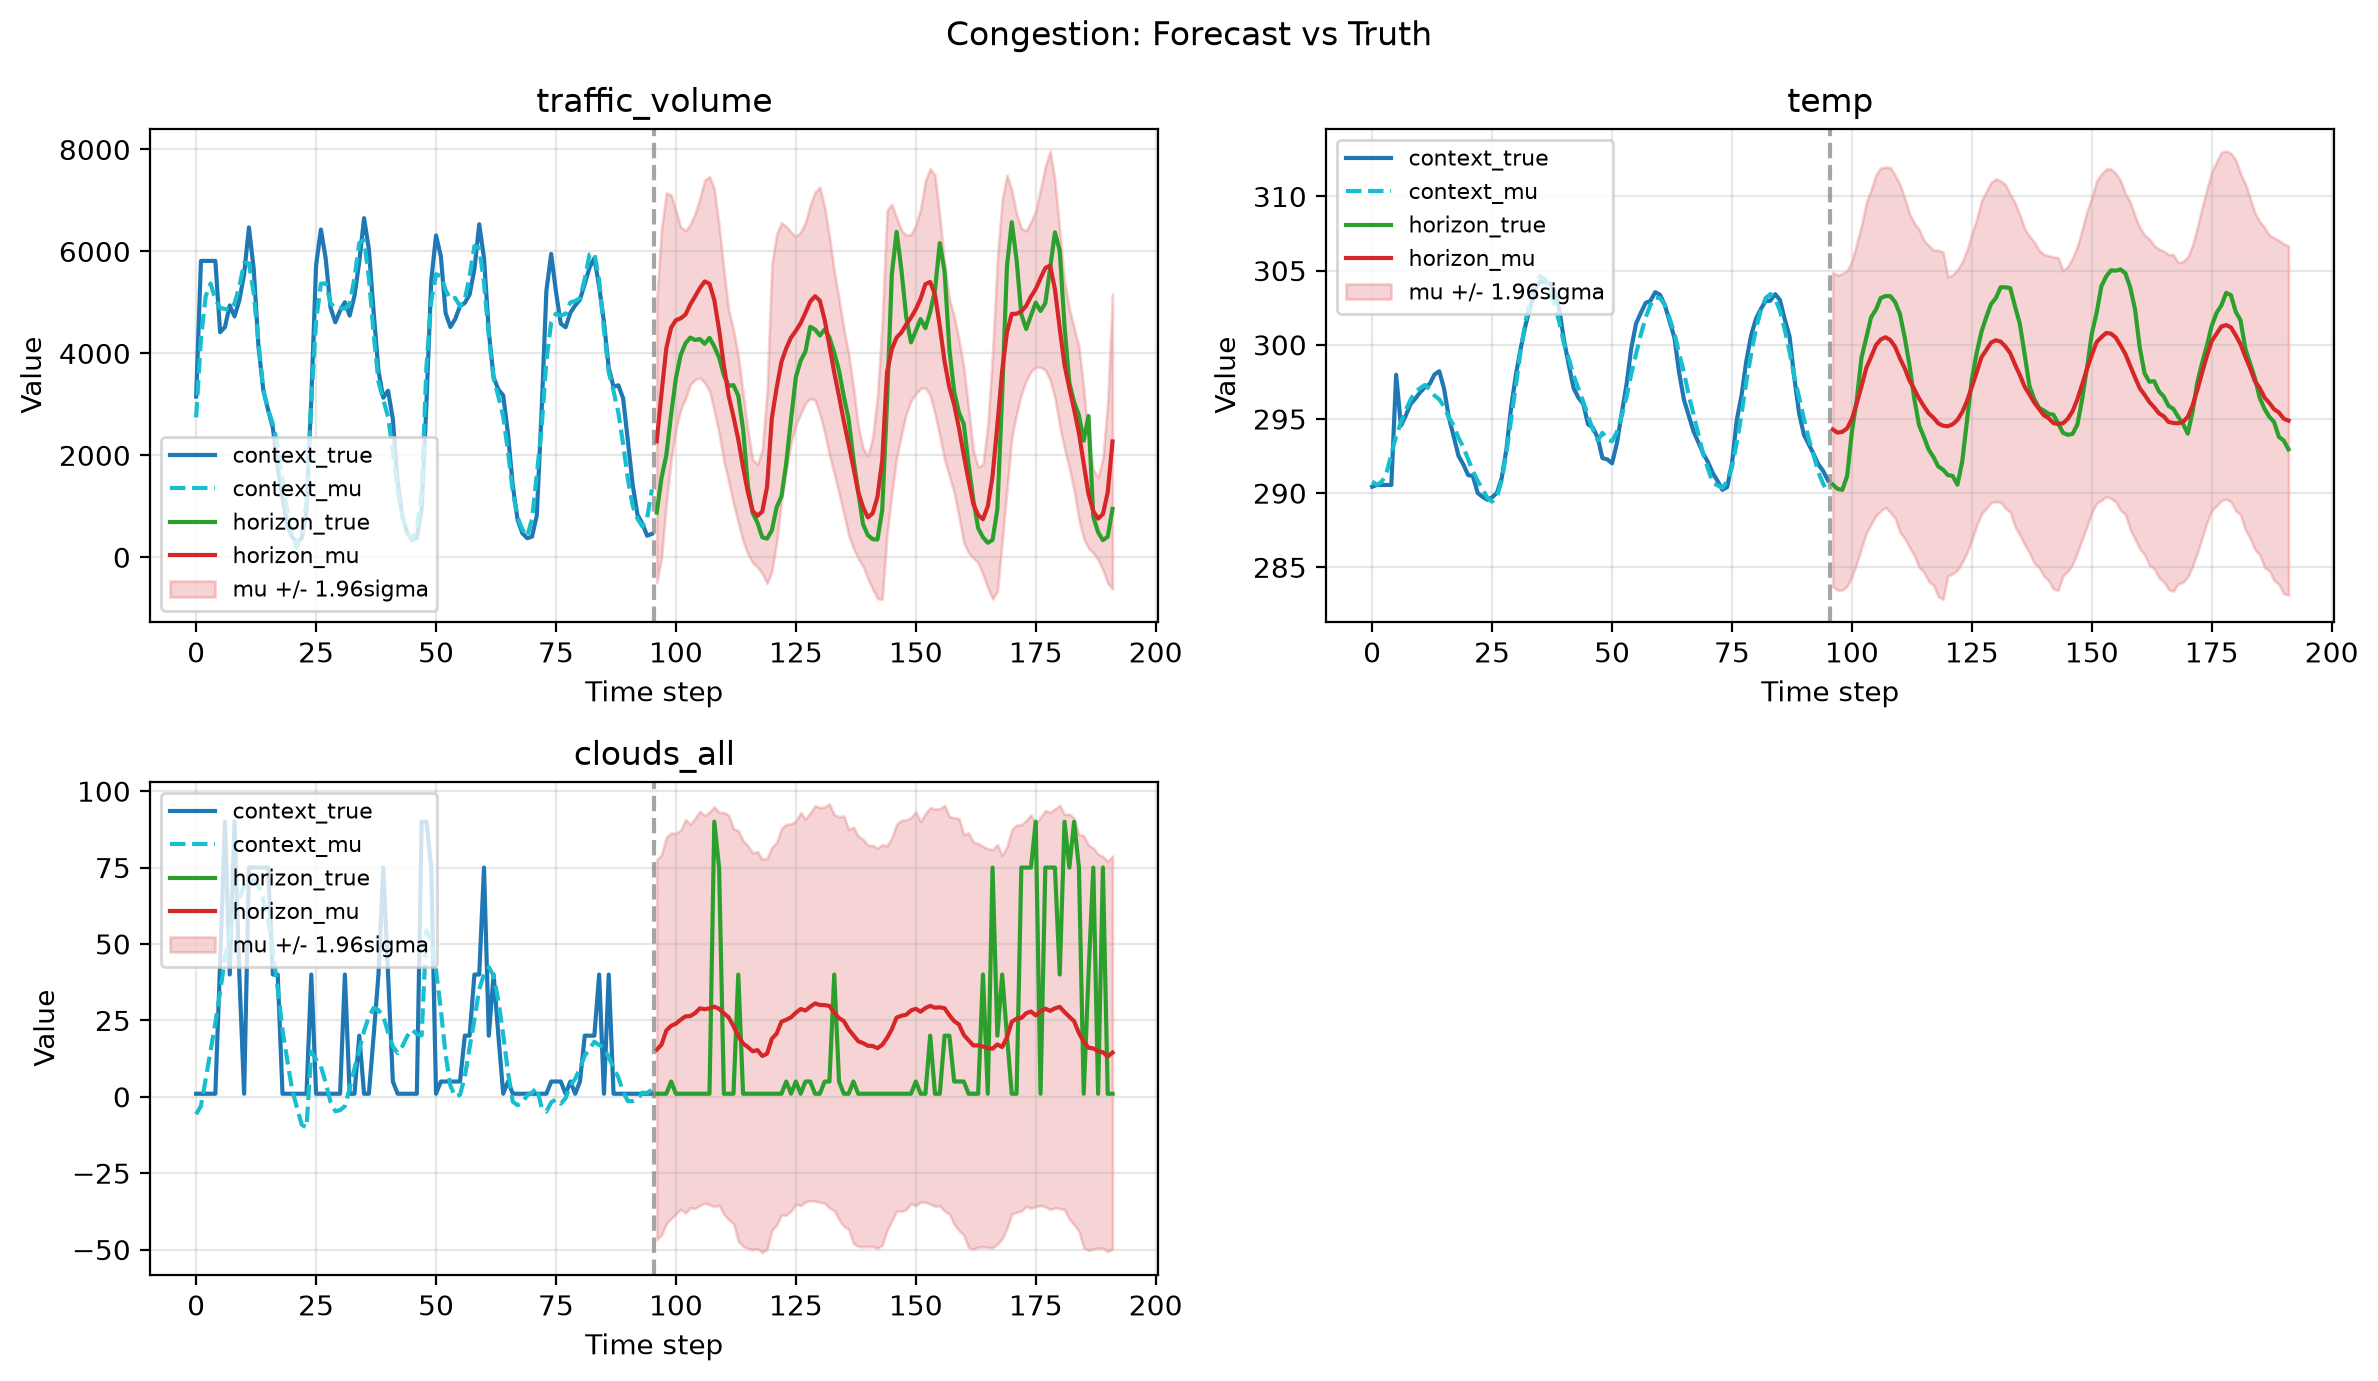 Congestion: Forecast vs Truth
traffic_volume
8000
6000
4000
2000
0
Value
context_true
context_mu
horizon_true
horizon_mu
mu +/- 1.96sigma
0 25 50 75 100 125 150 175 200
Time step
temp
310
305
300
295
290
285
Value
context_true
context_mu
horizon_true
horizon_mu
mu +/- 1.96sigma
0 25 50 75 100 125 150 175 200
Time step
clouds_all
100
75
50
25
0
−25
−50
Value
context_true
context_mu
horizon_true
horizon_mu
mu +/- 1.96sigma
0 25 50 75 100 125 150 175 200
Time step